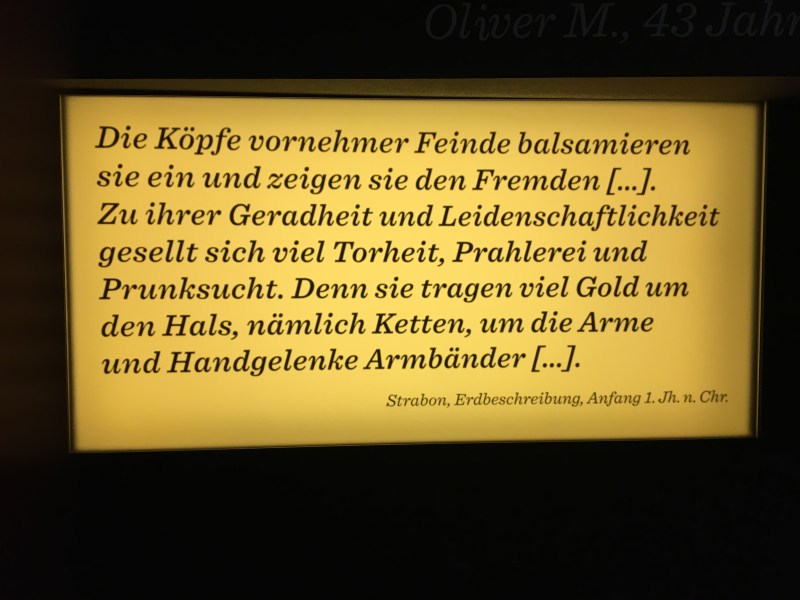 Oliver M., 43 Jahr
Die Köpfe vornehmer Feinde balsamieren
sie ein und zeigen sie den Fremden [...].
Zu ihrer Geradheit und Leidenschaftlichkeit
gesellt sich viel Torheit, Prahlerei und
Prunksucht. Denn sie tragen viel Gold um
den Hals, nämlich Ketten, um die Arme
und Handgelenke Armbänder [...].
Strabon, Erdbeschreibung, Anfang 1. Jh. n. Chr.